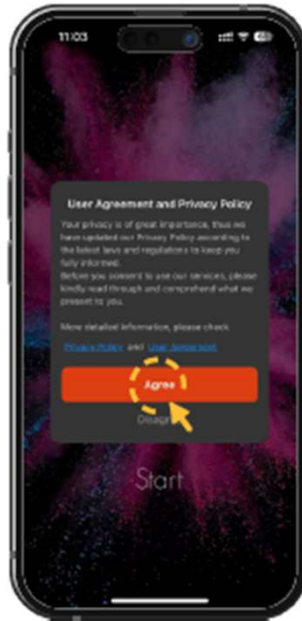 11:03
User Agreement and Privacy Policy
Your privacy is of great importance, thus we
have updated our Privacy Policy according to
the latest laws and regulations to keep you
fully informed.
Before you consent to use our services, please
kindly read through and comprehend what we
present to you.
More detailed information, please check
Privacy Policy and User Agreement
Agree
Start